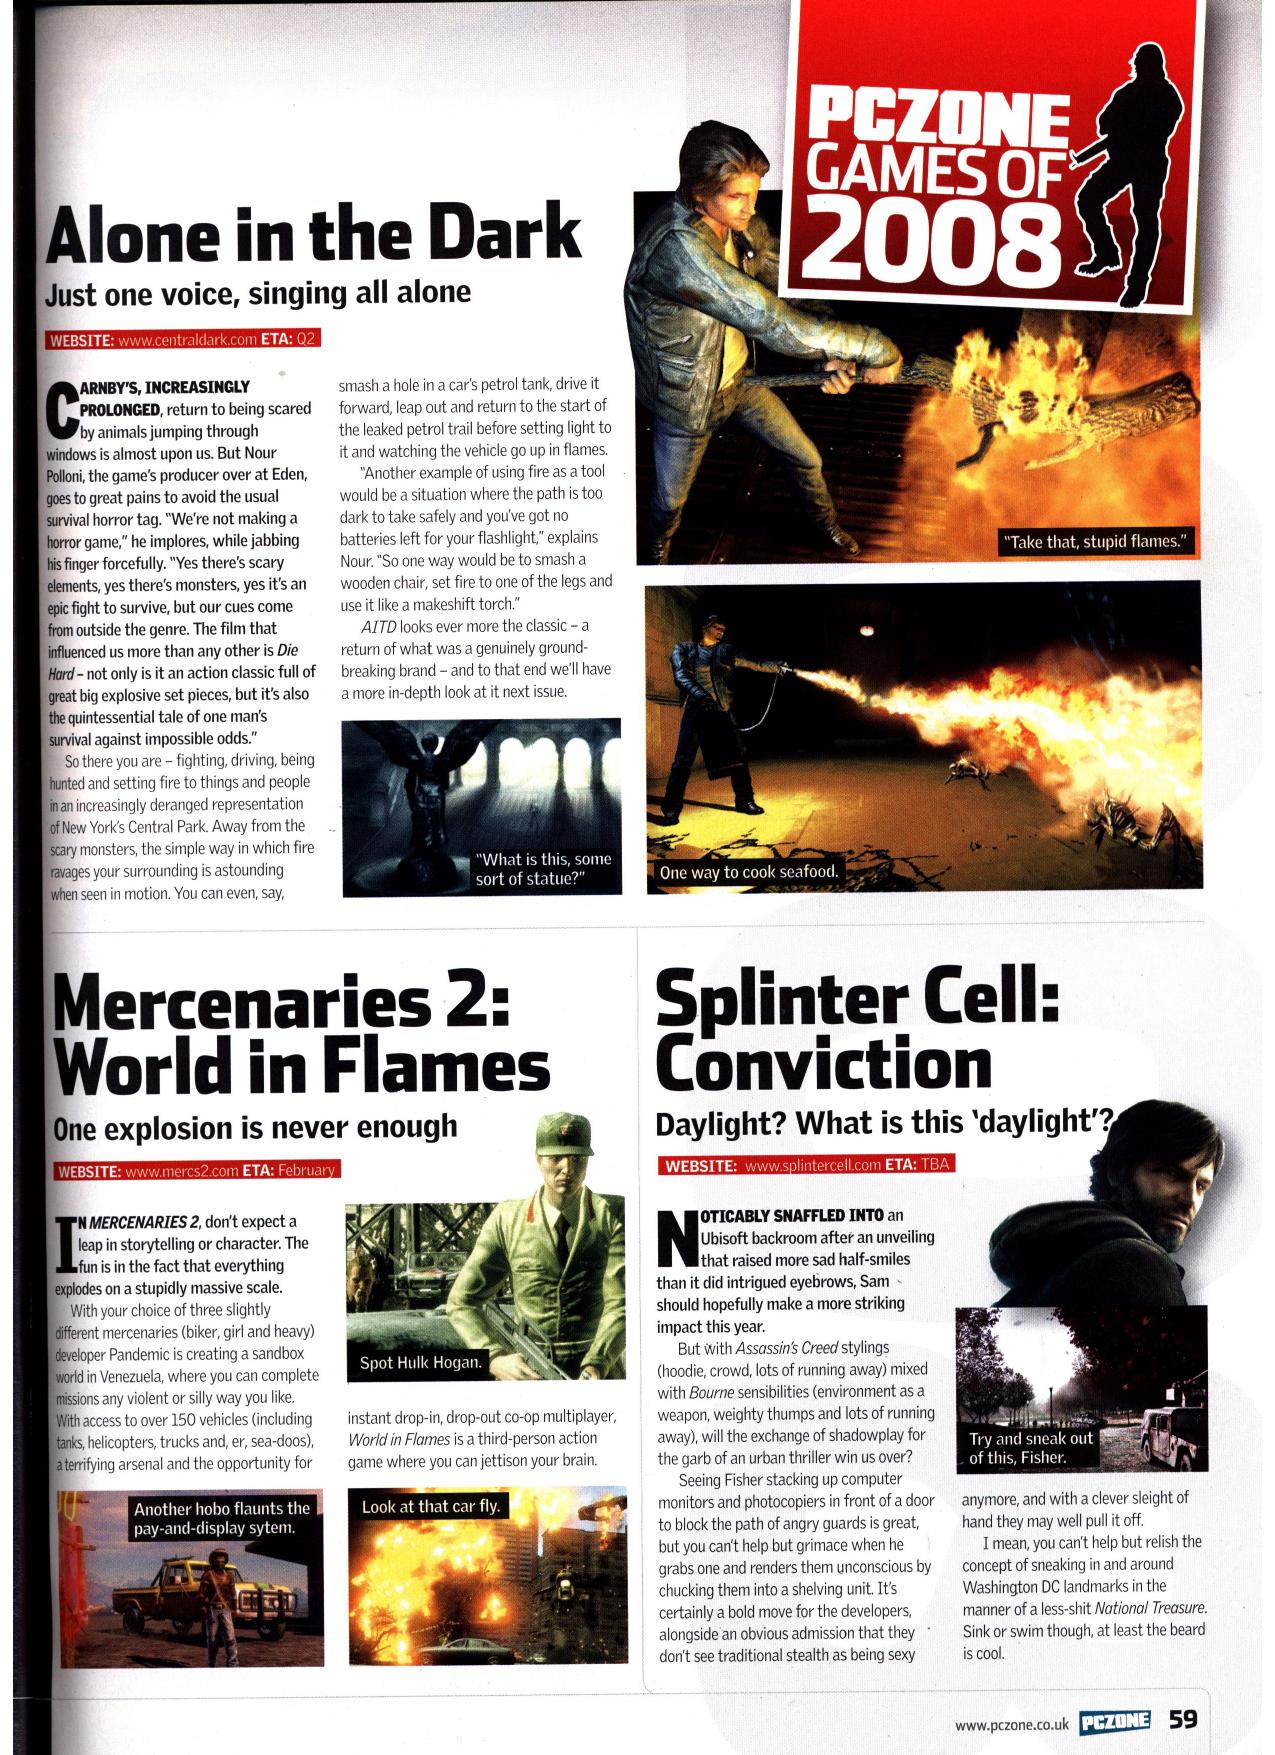 PCZONE
GAMES OF
2008
Alone in the Dark
Just one voice, singing all alone
WEBSITE: www.centraldark.com ETA: Q2
CARNBY'S, INCREASINGLY
PROLONGED, return to being scared
by animals jumping through
windows is almost upon us. But Nour
Polloni, the game's producer over at Eden,
goes to great pains to avoid the usual
survival horror tag. "We're not making a
horror game," he implores, while jabbing
his finger forcefully. "Yes there's scary
elements, yes there's monsters, yes it's an
epic fight to survive, but our cues come
from outside the genre. The film that
influenced us more than any other is Die
Hard – not only is it an action classic full of
great big explosive set pieces, but it's also
the quintessential tale of one man's
survival against impossible odds."
So there you are – fighting, driving, being
hunted and setting fire to things and people
in an increasingly deranged representation
of New York's Central Park. Away from the
scary monsters, the simple way in which fire
ravages your surrounding is astounding
when seen in motion. You can even, say,
smash a hole in a car's petrol tank, drive it
forward, leap out and return to the start of
the leaked petrol trail before setting light to
it and watching the vehicle go up in flames.
"Another example of using fire as a tool
would be a situation where the path is too
dark to take safely and you've got no
batteries left for your flashlight," explains
Nour. "So one way would be to smash a
wooden chair, set fire to one of the legs and
use it like a makeshift torch."
AITD looks ever more the classic – a
return of what was a genuinely ground-
breaking brand – and to that end we'll have
a more in-depth look at it next issue.
"What is this, some
sort of statue?"
"Take that, stupid flames."
One way to cook seafood.
Mercenaries 2:
World in Flames
One explosion is never enough
WEBSITE: www.mercs2.com ETA: February
IN MERCENARIES 2, don't expect a
leap in storytelling or character. The
fun is in the fact that everything
explodes on a stupidly massive scale.
With your choice of three slightly
different mercenaries (biker, girl and heavy)
developer Pandemic is creating a sandbox
world in Venezuela, where you can complete
missions any violent or silly way you like.
With access to over 150 vehicles (including
tanks, helicopters, trucks and, er, sea-doos),
a terrifying arsenal and the opportunity for
Spot Hulk Hogan.
instant drop-in, drop-out co-op multiplayer,
World in Flames is a third-person action
game where you can jettison your brain.
Another hobo flaunts the
pay-and-display sytem.
Look at that car fly.
Splinter Cell:
Conviction
Daylight? What is this 'daylight'?
WEBSITE: www.splintercell.com ETA: TBA
NOTICABLY SNAFFLED INTO an
Ubisoft backroom after an unveiling
that raised more sad half-smiles
than it did intrigued eyebrows, Sam
should hopefully make a more striking
impact this year.
But with Assassin's Creed stylings
(hoodie, crowd, lots of running away) mixed
with Bourne sensibilities (environment as a
weapon, weighty thumps and lots of running
away), will the exchange of shadowplay for
the garb of an urban thriller win us over?
Seeing Fisher stacking up computer
monitors and photocopiers in front of a door
to block the path of angry guards is great,
but you can't help but grimace when he
grabs one and renders them unconscious by
chucking them into a shelving unit. It's
certainly a bold move for the developers,
alongside an obvious admission that they
don't see traditional stealth as being sexy
Try and sneak out
of this, Fisher.
anymore, and with a clever sleight of
hand they may well pull it off.
I mean, you can't help but relish the
concept of sneaking in and around
Washington DC landmarks in the
manner of a less-shit National Treasure.
Sink or swim though, at least the beard
is cool.
www.pczone.co.uk PCZONE 59